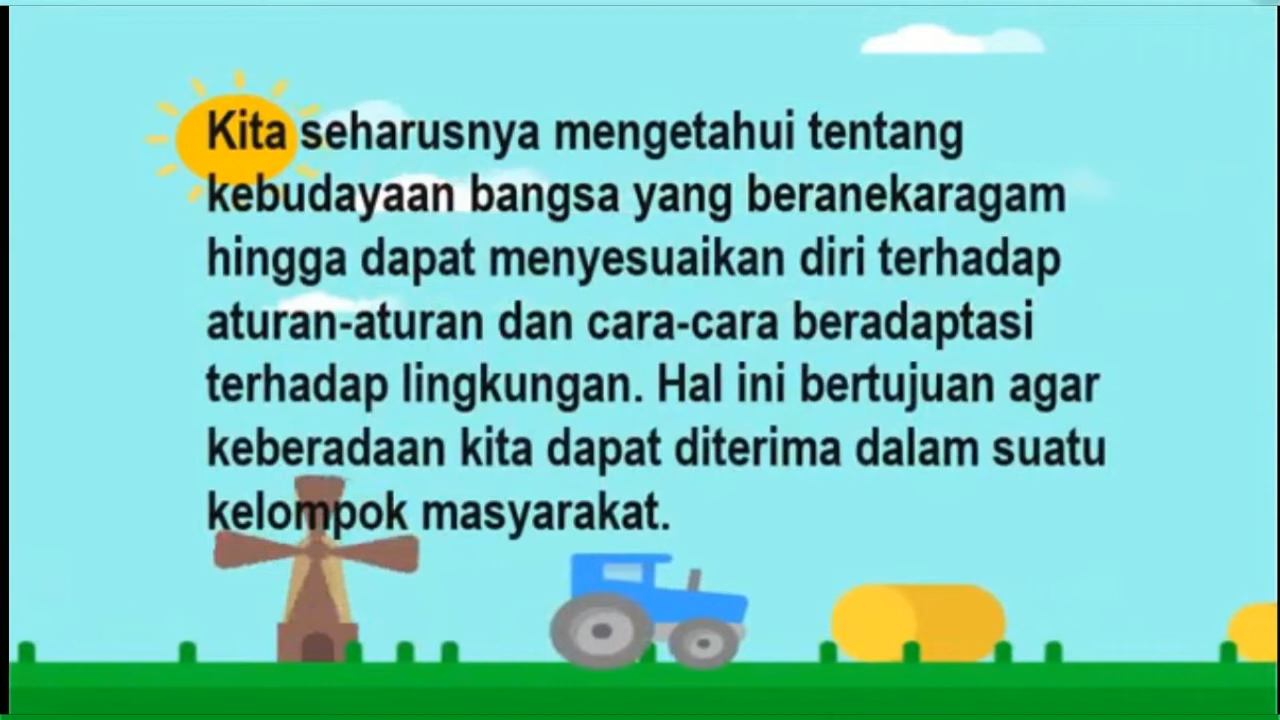 Kita seharusnya mengetahui tentang
kebudayaan bangsa yang beranekaragam
hingga dapat menyesuaikan diri terhadap
aturan-aturan dan cara-cara beradaptasi
terhadap lingkungan. Hal ini bertujuan agar
keberadaan kita dapat diterima dalam suatu
kelompok masyarakat.